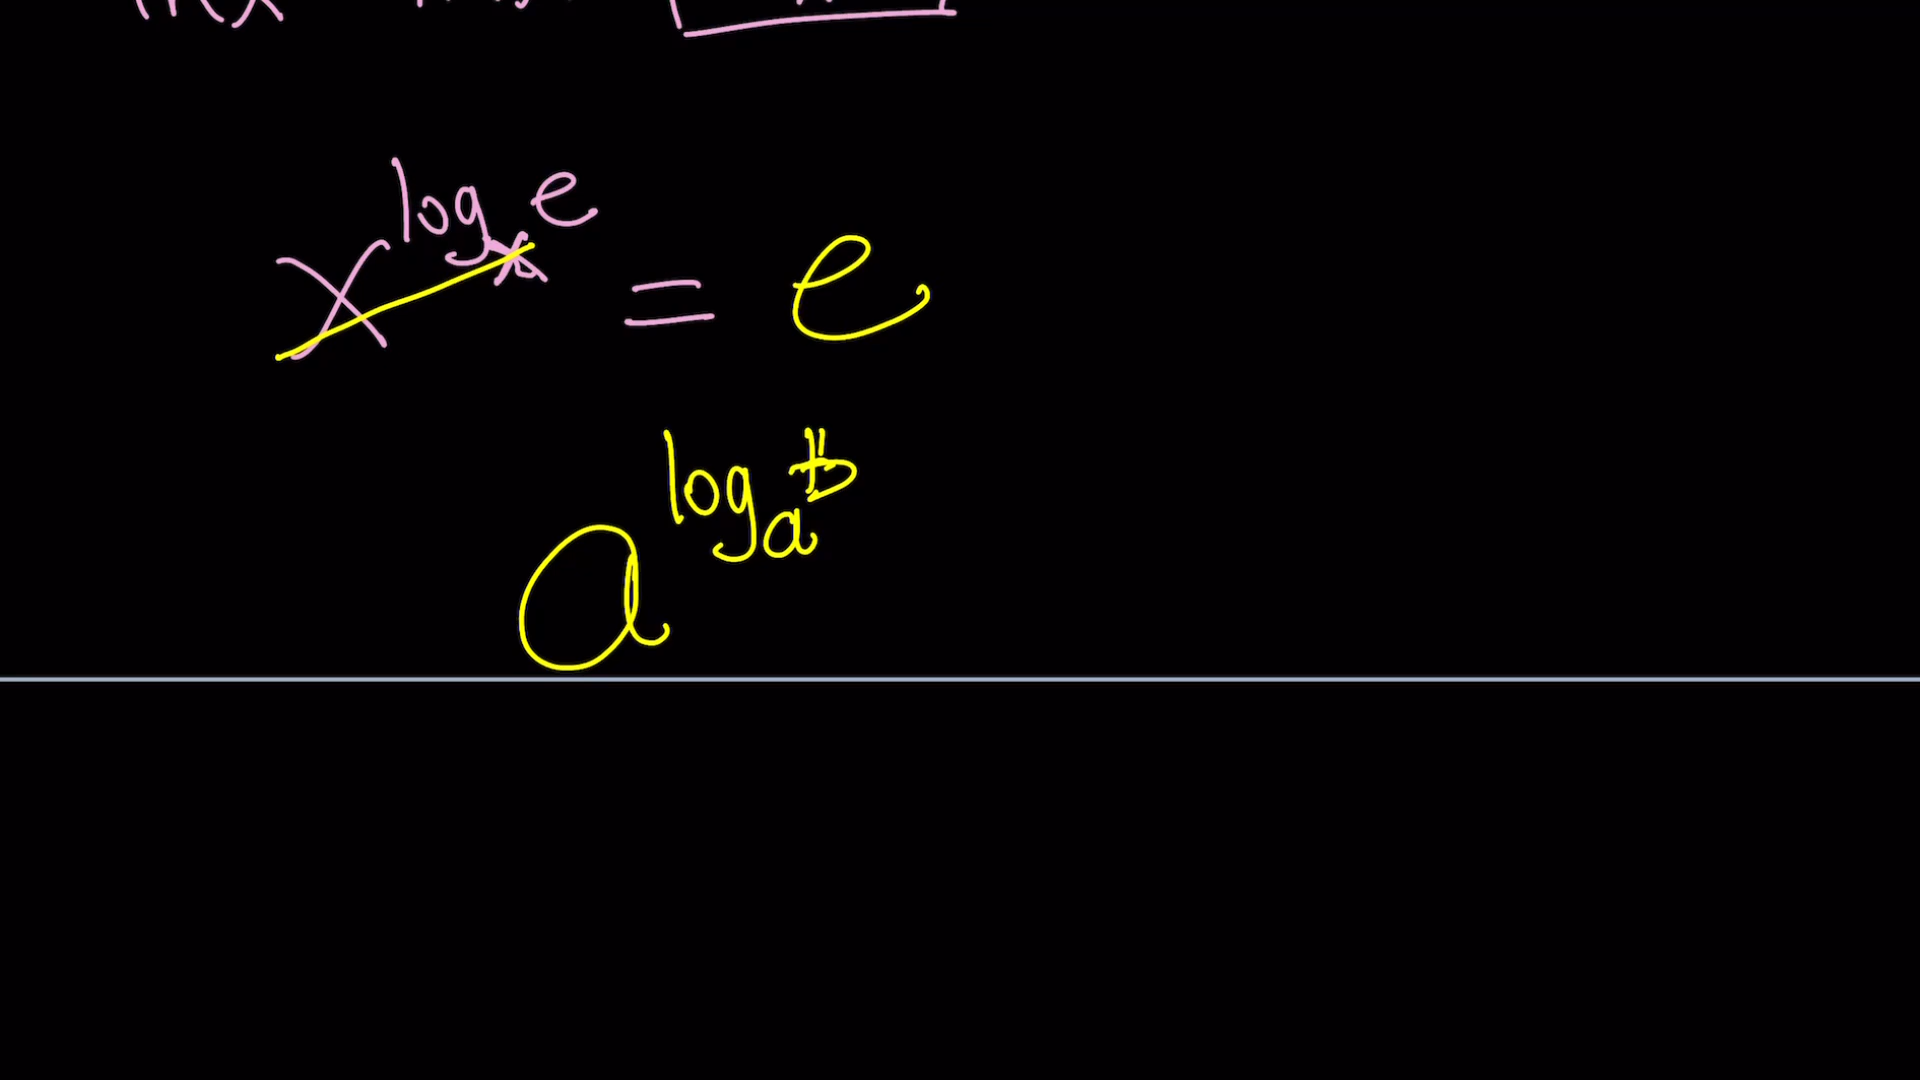 x^{log_x e} = e
a^{log_a b}